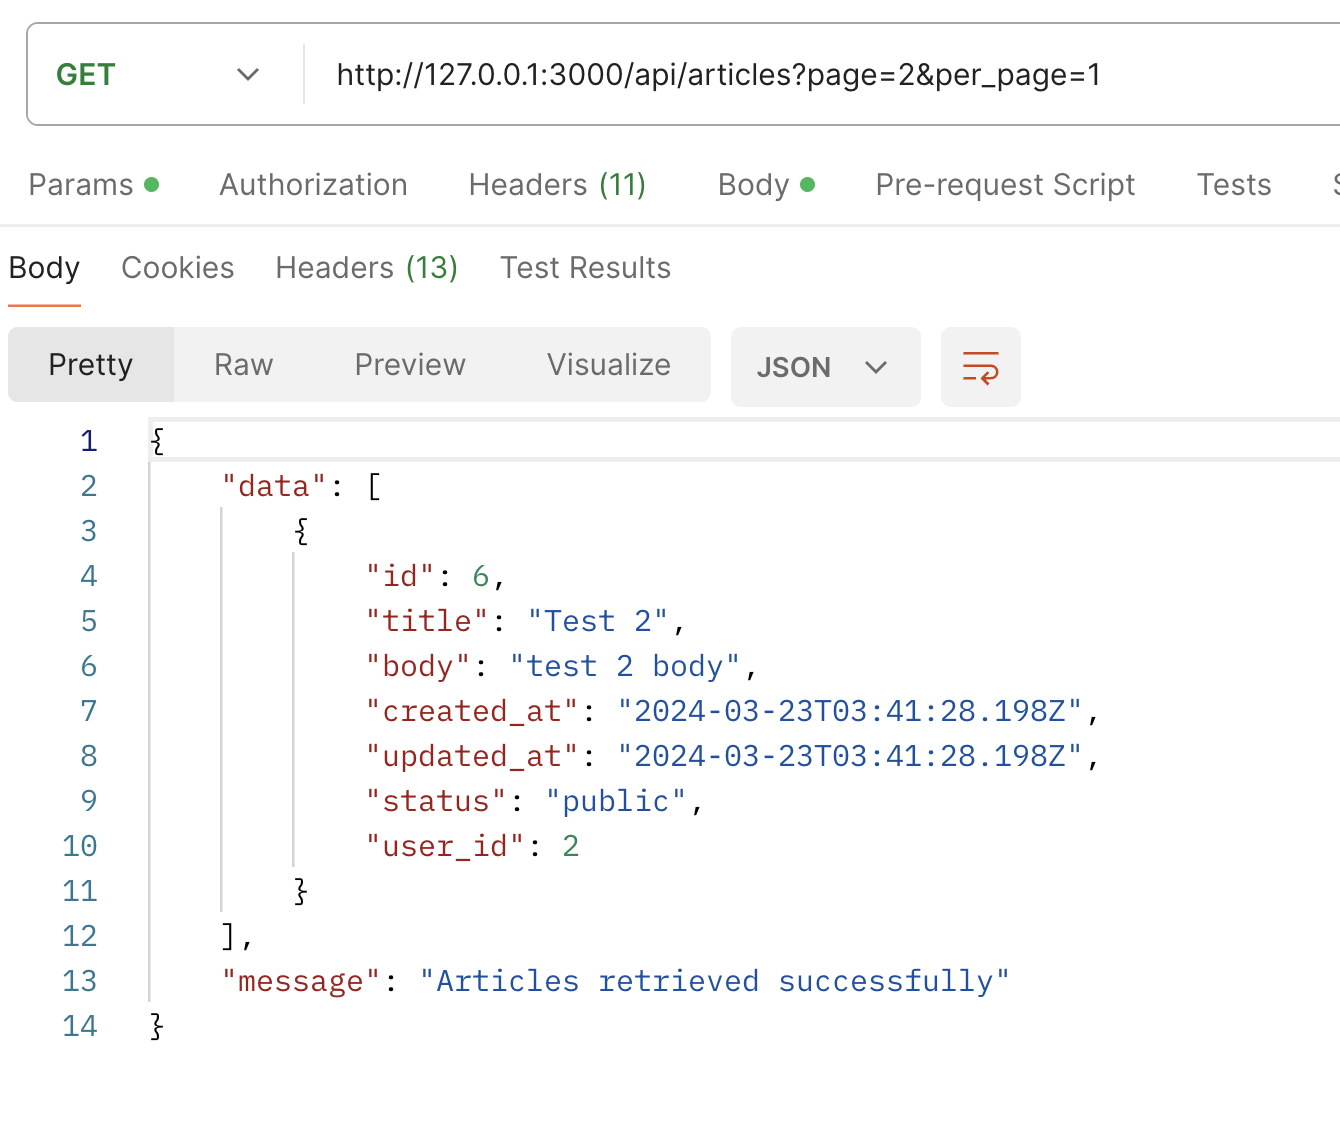 GET http://127.0.0.1:3000/api/articles?page=2&per_page=1
Params Authorization Headers (11) Body Pre-request Script Tests
Body Cookies Headers (13) Test Results
Pretty Raw Preview Visualize JSON
1 {
2 "data": [
3 {
4 "id": 6,
5 "title": "Test 2",
6 "body": "test 2 body",
7 "created_at": "2024-03-23T03:41:28.198Z",
8 "updated_at": "2024-03-23T03:41:28.198Z",
9 "status": "public",
10 "user_id": 2
11 }
12 ],
13 "message": "Articles retrieved successfully"
14 }